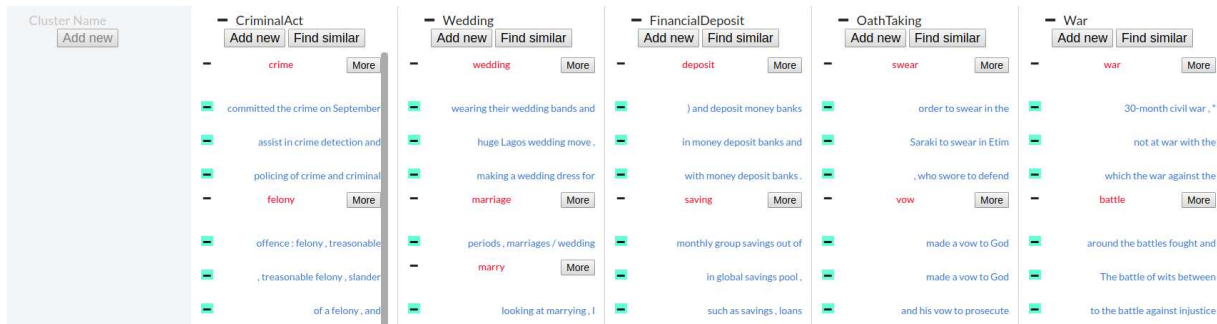 Cluster Name
Add new
CriminalAct
Add new Find similar
crime More
committed the crime on September
assist in crime detection and
policing of crime and criminal
felony More
offence : felony , treasonable
, treasonable felony , slander
of a felony , and
Wedding
Add new Find similar
wedding More
wearing their wedding bands and
huge Lagos wedding move .
making a wedding dress for
marriage More
periods , marriages / wedding
marry More
looking at marrying , I
FinancialDeposit
Add new Find similar
deposit More
) and deposit money banks
in money deposit banks and
with money deposit banks .
saving More
monthly group savings out of
in global savings pool ,
such as savings , loans
OathTaking
Add new Find similar
swear More
order to swear in the
Saraki to swear in Etim
, who swore to defend
vow More
made a vow to God
made a vow to God
and his vow to prosecute
War
Add new Find similar
war More
30-month civil war , "
not at war with the
which the war against the
battle More
around the battles fought and
The battle of wits between
to the battle against injustice